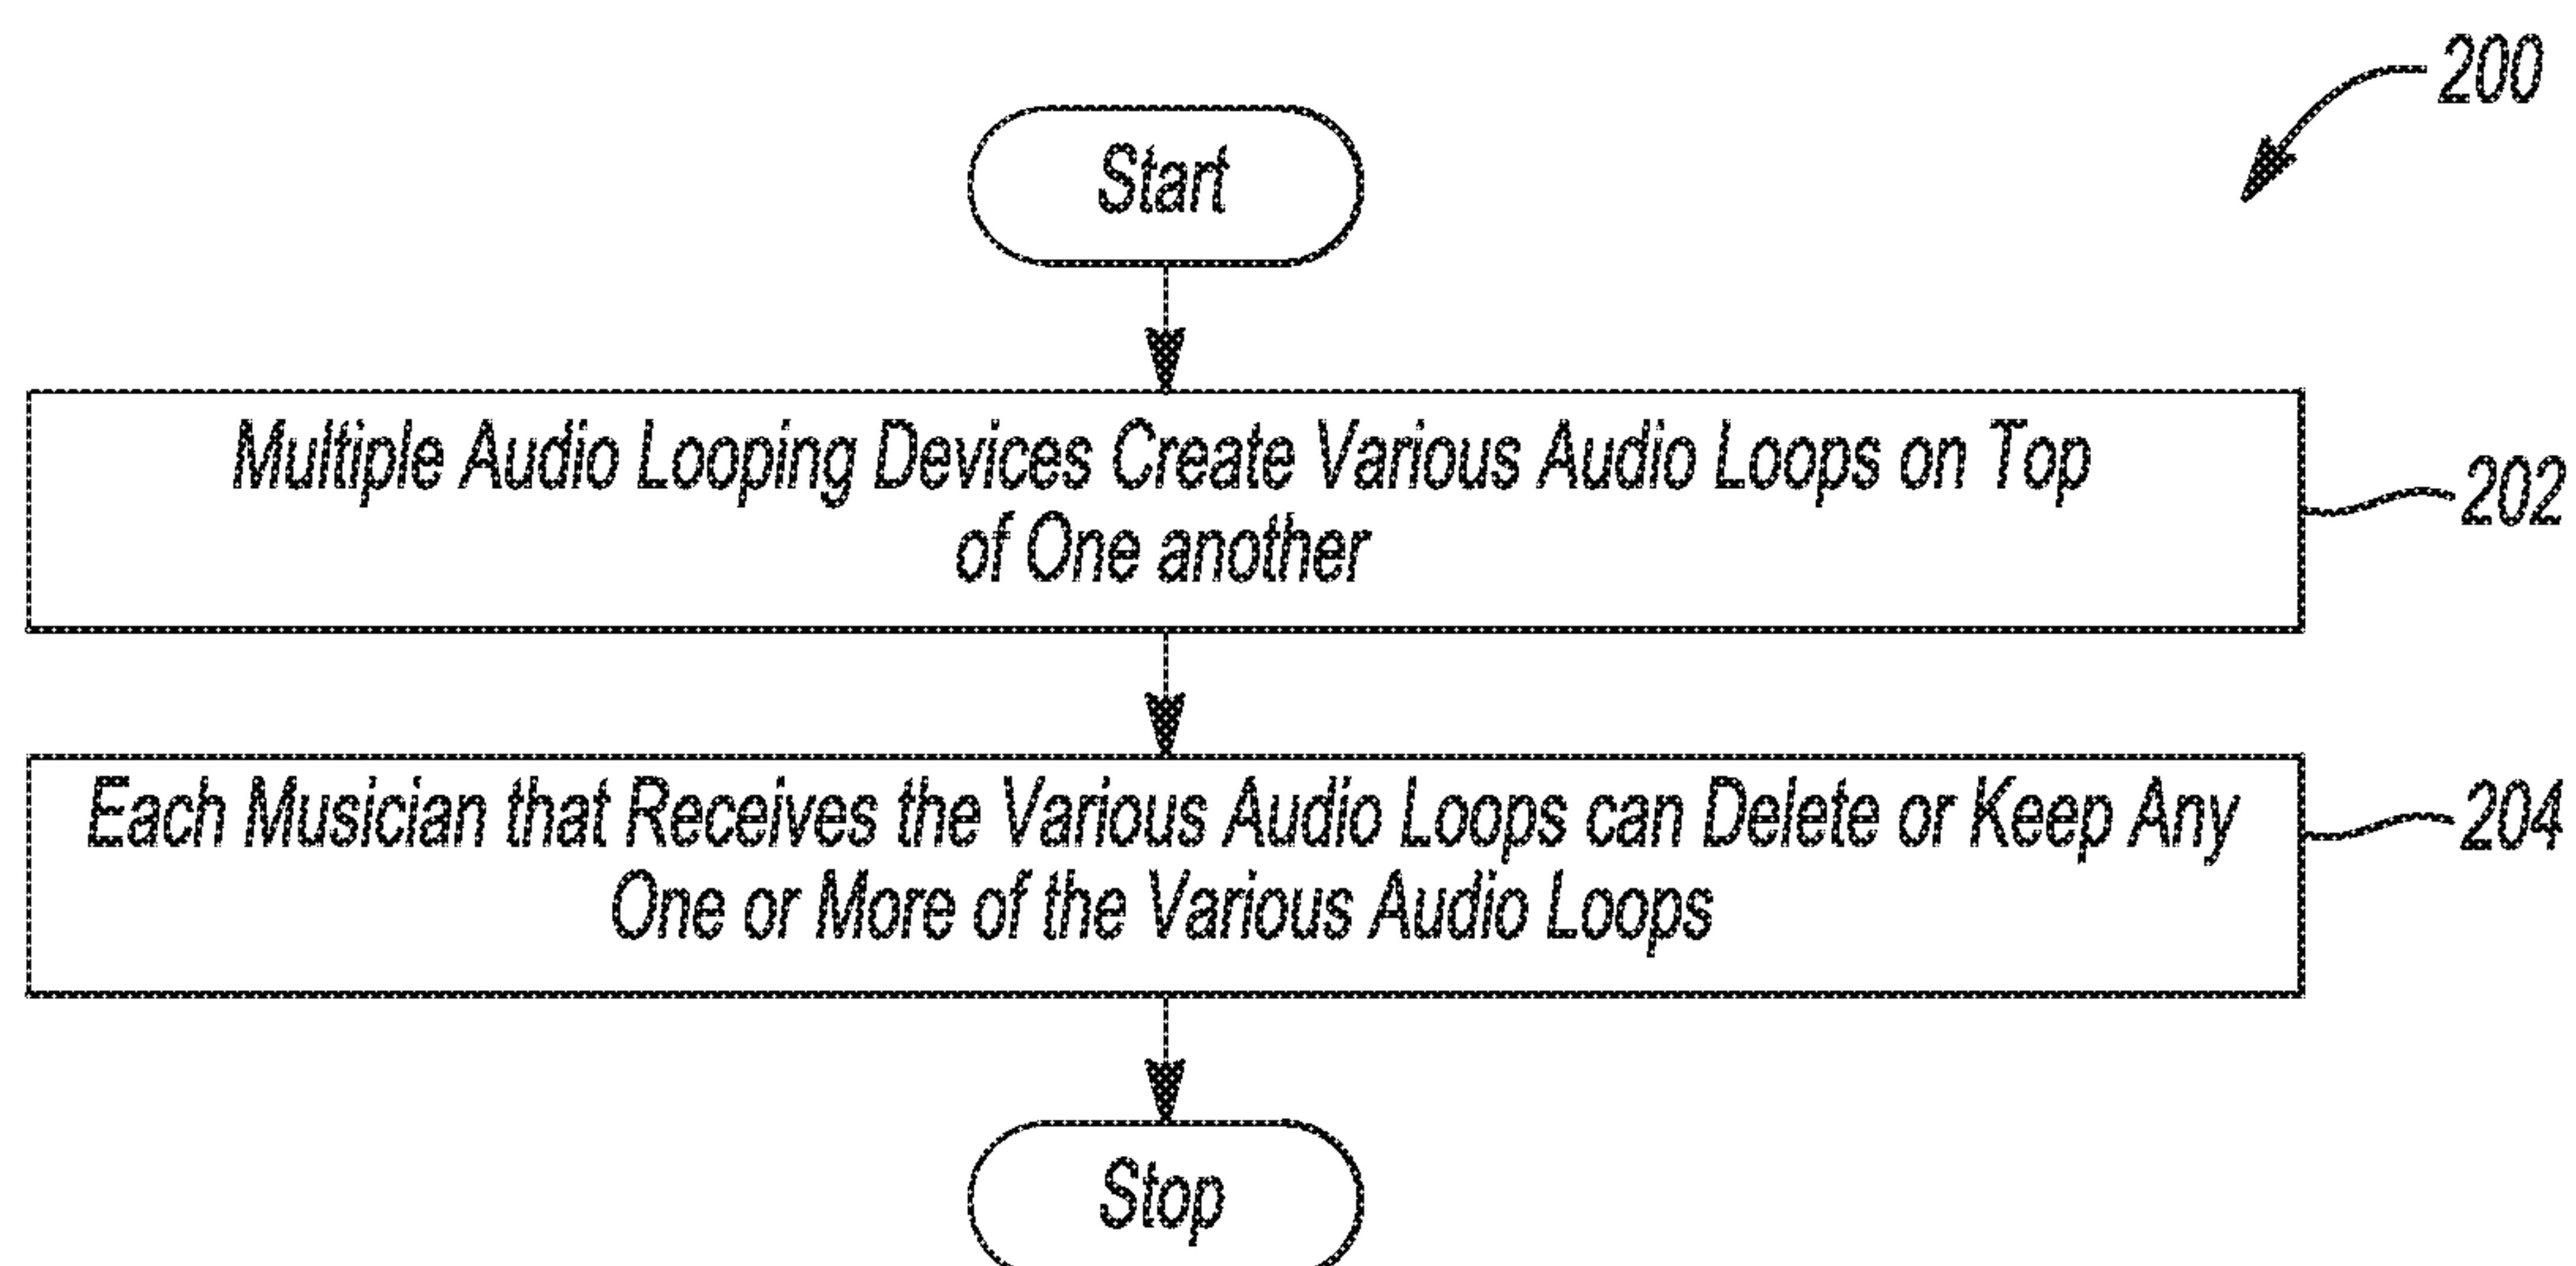 200
Start
Multiple Audio Looping Devices Create Various Audio Loops on Top
of One another
202
Each Musician that Receives the Various Audio Loops can Delete or Keep Any
One or More of the Various Audio Loops
204
Stop